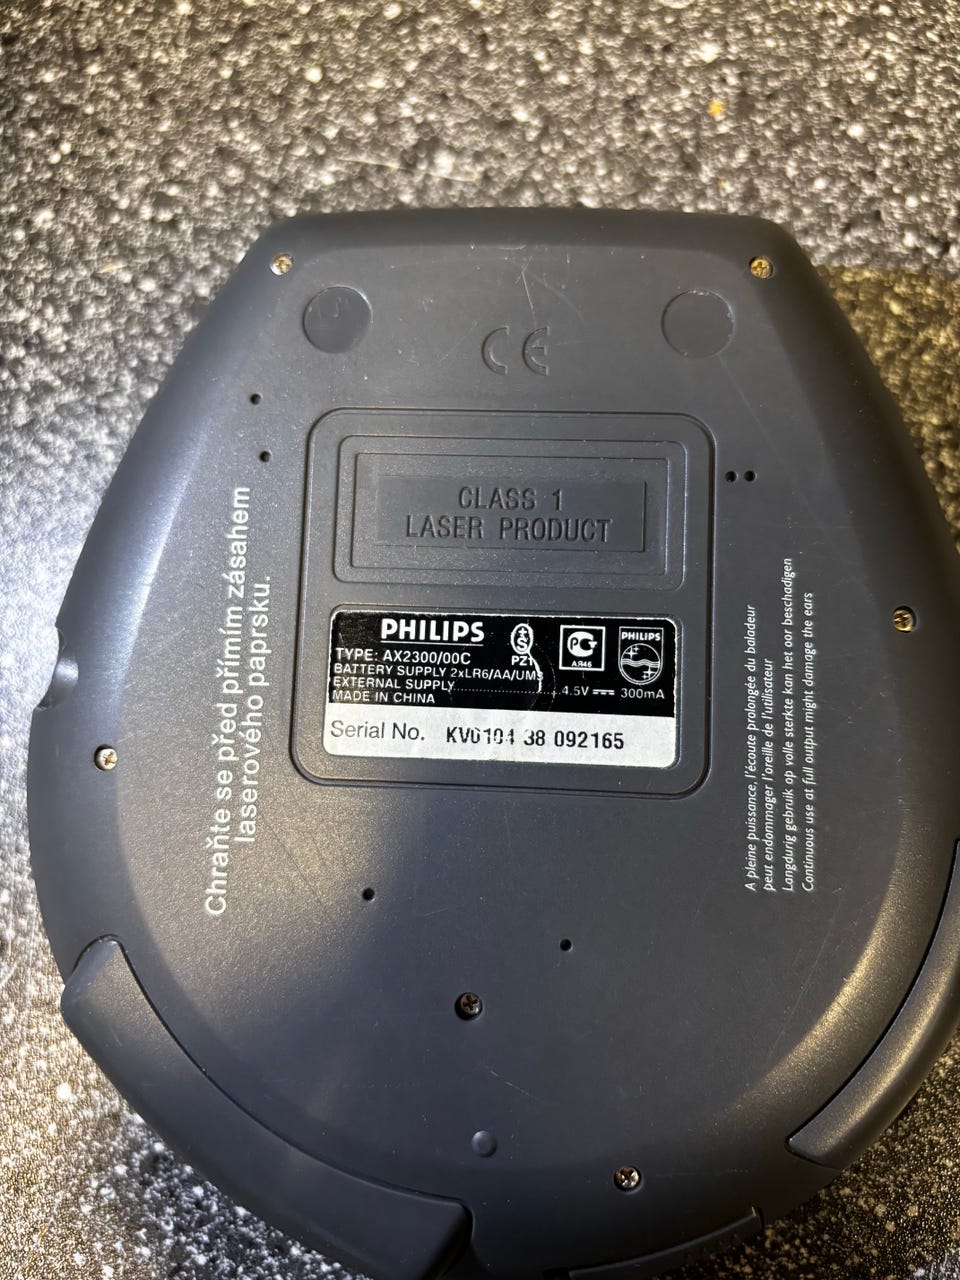 CE
CLASS 1
LASER PRODUCT
Chraňte se před přímím zásahem
laserového paprsku.
PHILIPS
TYPE: AX2300/00C
BATTERY SUPPLY 2xLR6/AA/UM3
EXTERNAL SUPPLY 4.5V 300mA
MADE IN CHINA
PZ1
PHILIPS
Serial No. KV0104 38 092165
A pleine puissance, l'écoute prolongée du baladeur
peut endommager l'oreille de l'utilisateur
Langdurig gebruik op volle sterkte kan het oor beschadigen
Continuous use at full output might damage the ears